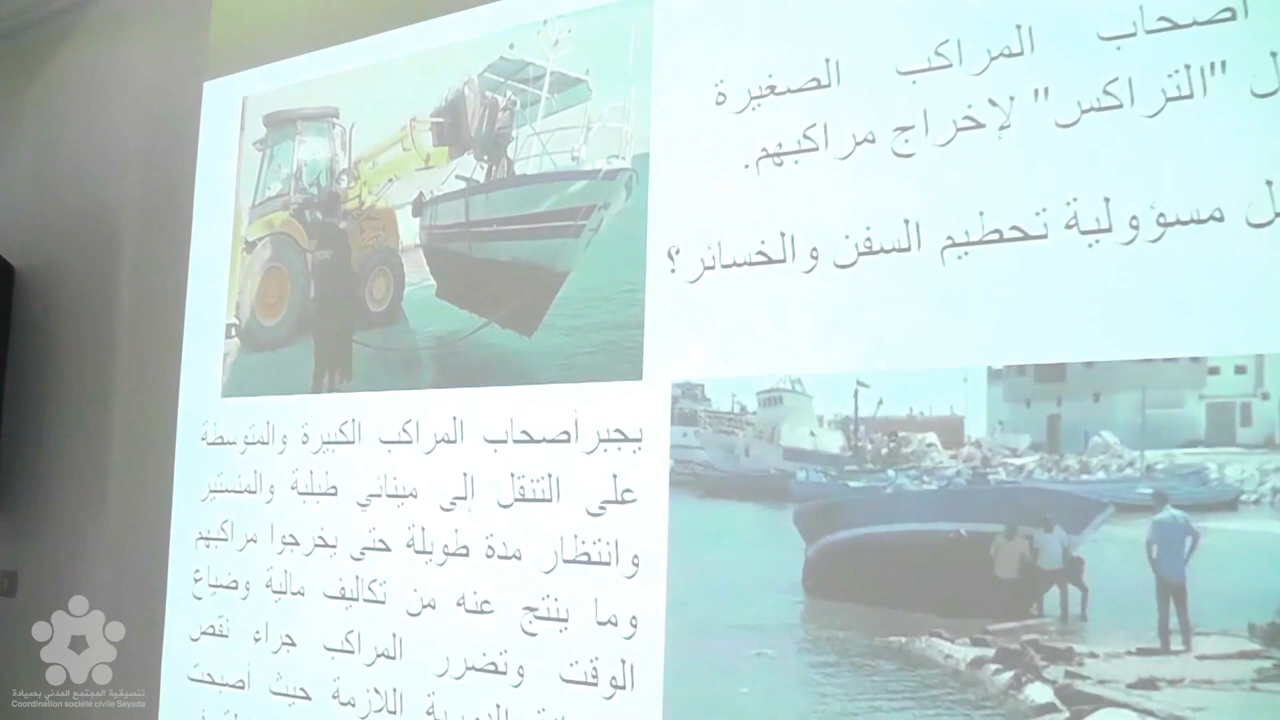 أصحاب المراكب الصغيرة
"التراكس" لإخراج مراكبهم.
مسؤولية تحطيم السفن والخسائر؟
يجبر أصحاب المراكب الكبيرة والمتوسطة
على التنقل إلى مينائي طبلبة والمنستير
وانتظار مدة طويلة حتى يخرجوا مراكبهم
وما ينتج عنه من تكاليف مالية وضياع
الوقت وتضرر المراكب جراء نقص
اللازمة حيث أصبحت
تنسيقية المجتمع المدني بصيادة
Coordination société civile Sayada